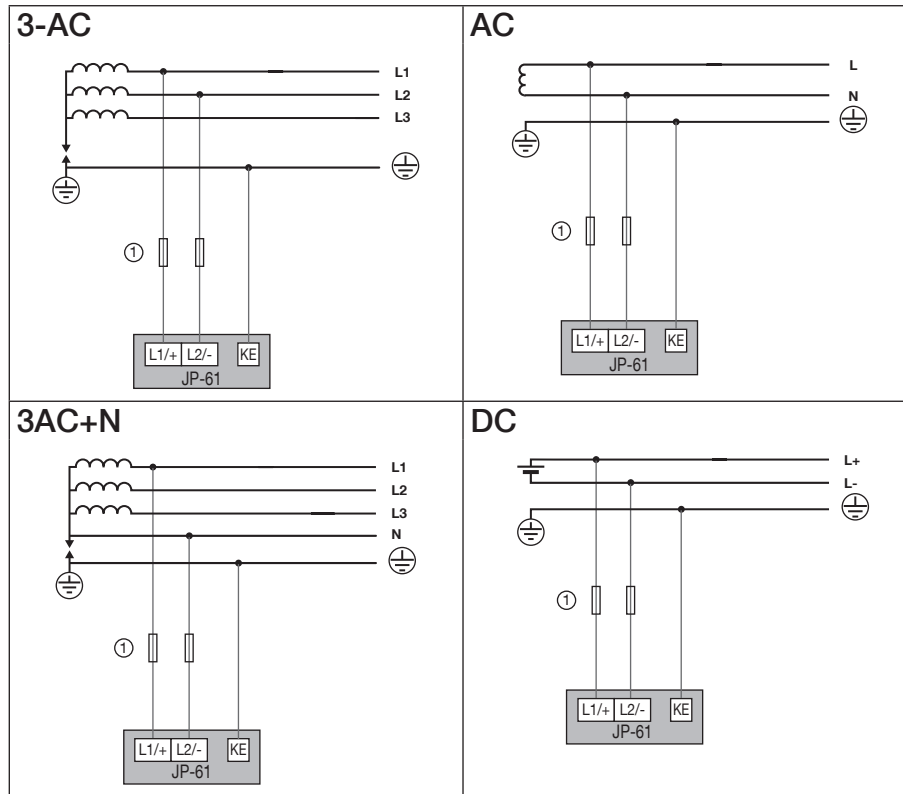 3-AC
L1
L2
L3
①
L1/+ L2/- KE
JP-61
AC
L
N
①
L1/+ L2/- KE
JP-61
3AC+N
L1
L2
L3
N
①
L1/+ L2/- KE
JP-61
DC
L+
L-
①
L1/+ L2/- KE
JP-61